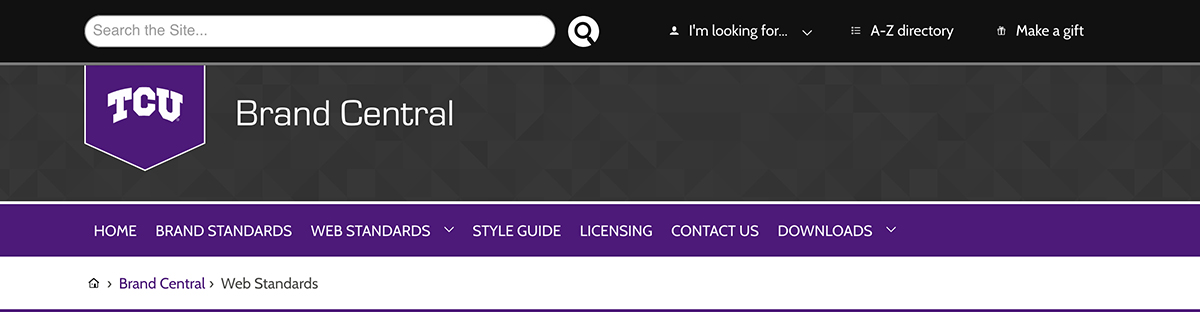 Search the Site... I'm looking for... A-Z directory Make a gift
TCU
Brand Central
HOME BRAND STANDARDS WEB STANDARDS STYLE GUIDE LICENSING CONTACT US DOWNLOADS
› Brand Central › Web Standards